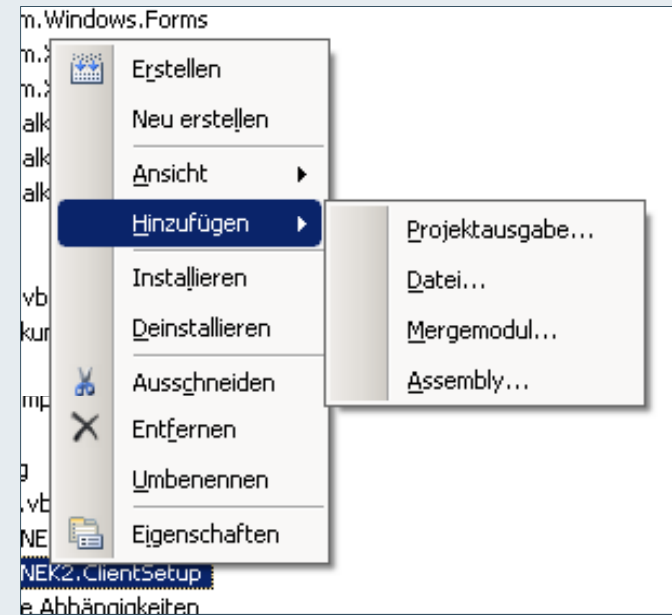 m.Windows.Forms
Erstellen
Neu erstellen
Ansicht
Hinzufügen
Projektausgabe...
Installieren
Datei...
Deinstallieren
Mergemodul...
Ausschneiden
Assembly...
Entfernen
Umbenennen
Eigenschaften
NEK2.ClientSetup
e Abhängigkeiten